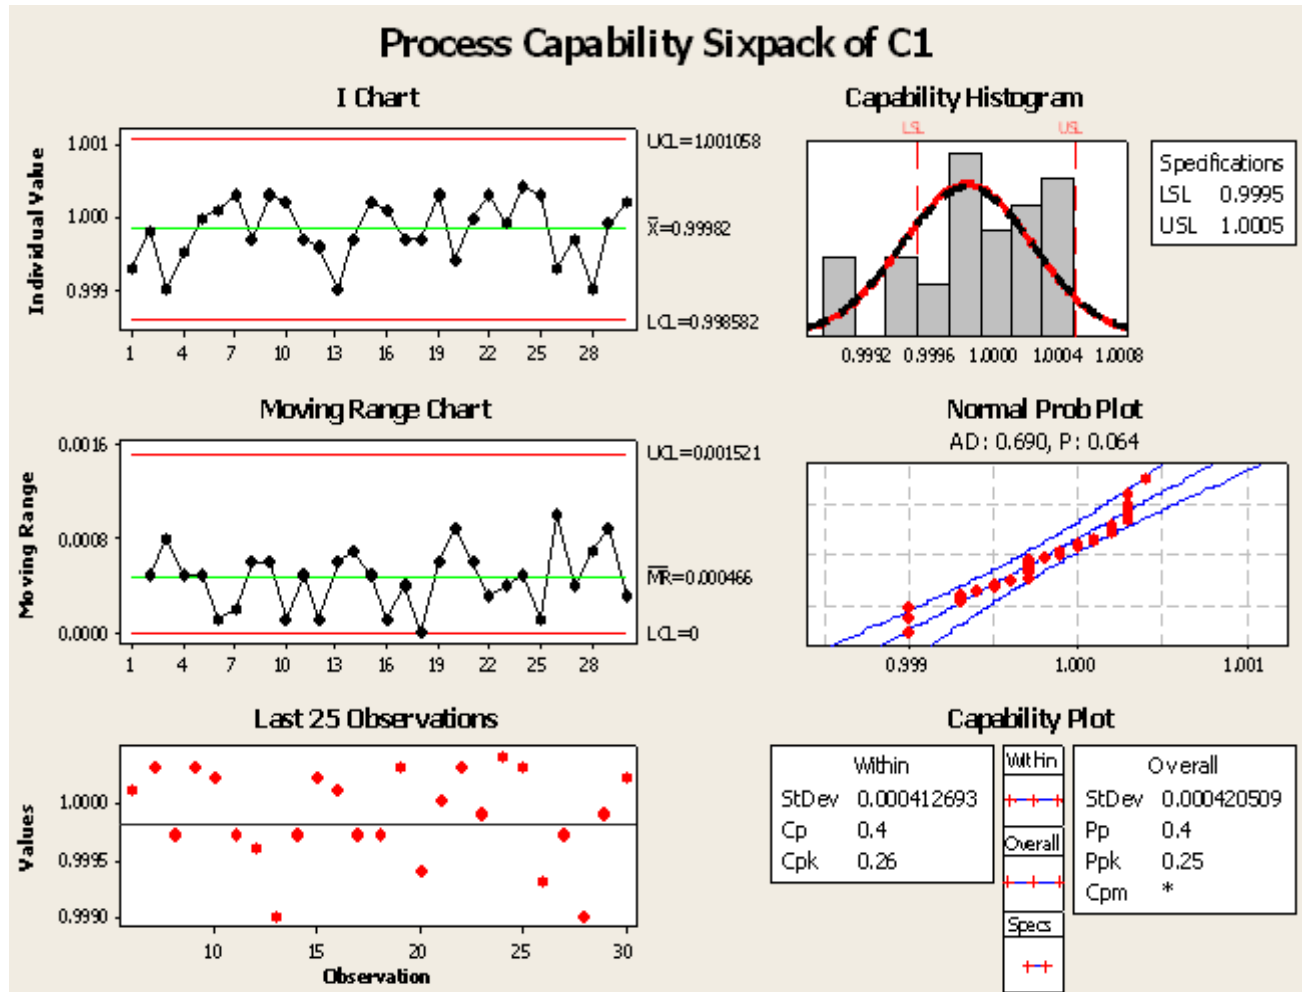 Process Capability Sixpack of C1
I Chart
Individual Value
1.001
1.000
0.999
UCL=1.001058
X̅=0.99982
LCL=0.998582
1 4 7 10 13 16 19 22 25 28
Capability Histogram
LSL USL
0.9992 0.9996 1.0000 1.0004 1.0008
Specifications
LSL 0.9995
USL 1.0005
Moving Range Chart
Moving Range
0.0016
0.0008
0.0000
UCL=0.001521
M̅R̅=0.000466
LCL=0
1 4 7 10 13 16 19 22 25 28
Normal Prob Plot
AD: 0.690, P: 0.064
0.999 1.000 1.001
Last 25 Observations
Values
1.0000
0.9995
0.9990
10 15 20 25 30
Observation
Capability Plot
Within
StDev 0.000412693
Cp 0.4
Cpk 0.26
Within
Overall
Specs
Overall
StDev 0.000420509
Pp 0.4
Ppk 0.25
Cpm *